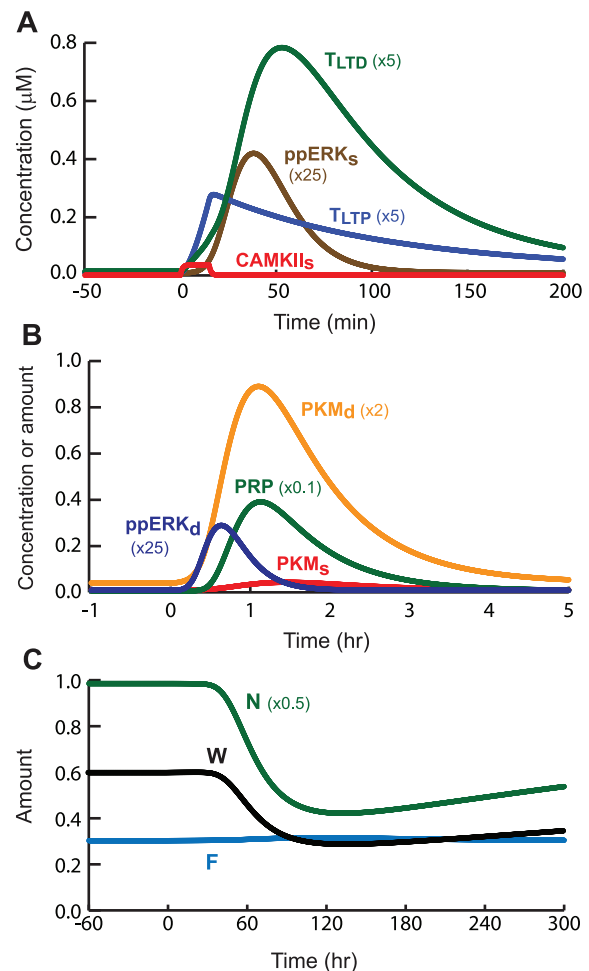 A
Concentration (μM)
0.8
0.6
0.4
0.2
0.0
T LTD (x5)
ppERKs
(x25)
T LTP (x5)
CAMKIIs
-50 0 50 100 150 200
Time (min)
B
Concentration or amount
1.0
0.8
0.6
0.4
0.2
0.0
PKMd (x2)
PRP (x0.1)
ppERKd
(x25)
PKMs
-1 0 1 2 3 4 5
Time (hr)
C
Amount
1.0
0.8
0.6
0.4
0.2
0.0
N (x0.5)
W
F
-60 0 60 120 180 240 300
Time (hr)